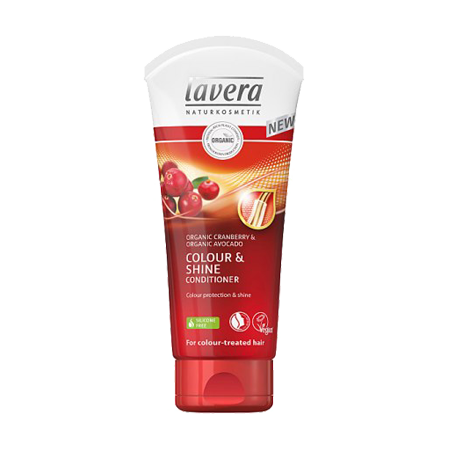 lavera
NATURKOSMETIK
NEW
ORGANIC
ORGANIC CRANBERRY &
ORGANIC AVOCADO
COLOUR &
SHINE
CONDITIONER
Colour protection & shine
SILICONE
FREE
vegan
For colour-treated hair